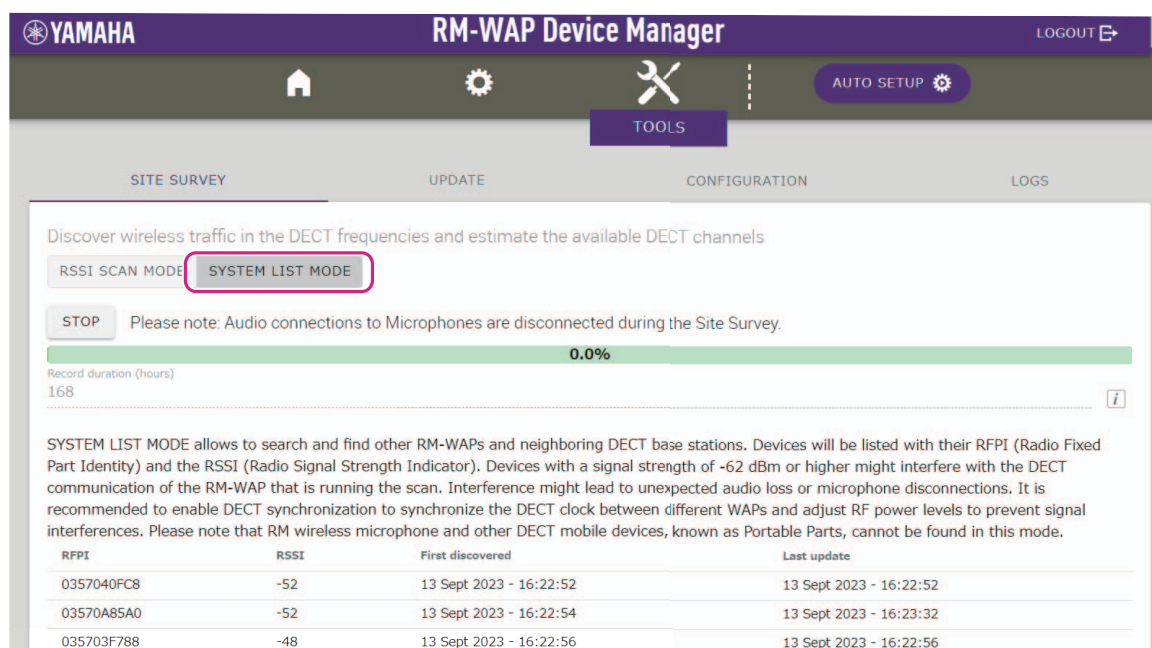 YAMAHA
RM-WAP Device Manager
LOGOUT
AUTO SETUP
TOOLS
SITE SURVEY
UPDATE
CONFIGURATION
LOGS
Discover wireless traffic in the DECT frequencies and estimate the available DECT channels
RSSI SCAN MODE
SYSTEM LIST MODE
STOP
Please note: Audio connections to Microphones are disconnected during the Site Survey.
0.0%
Record duration (hours)
168
i
SYSTEM LIST MODE allows to search and find other RM-WAPs and neighboring DECT base stations. Devices will be listed with their RFPI (Radio Fixed
Part Identity) and the RSSI (Radio Signal Strength Indicator). Devices with a signal strength of -62 dBm or higher might interfere with the DECT
communication of the RM-WAP that is running the scan. Interference might lead to unexpected audio loss or microphone disconnections. It is
recommended to enable DECT synchronization to synchronize the DECT clock between different WAPs and adjust RF power levels to prevent signal
interferences. Please note that RM wireless microphone and other DECT mobile devices, known as Portable Parts, cannot be found in this mode.
RFPI RSSI First discovered Last update
0357040FC8 -52 13 Sept 2023 - 16:22:52 13 Sept 2023 - 16:22:52
03570A85A0 -52 13 Sept 2023 - 16:22:54 13 Sept 2023 - 16:23:32
035703F788 -48 13 Sept 2023 - 16:22:56 13 Sept 2023 - 16:22:56